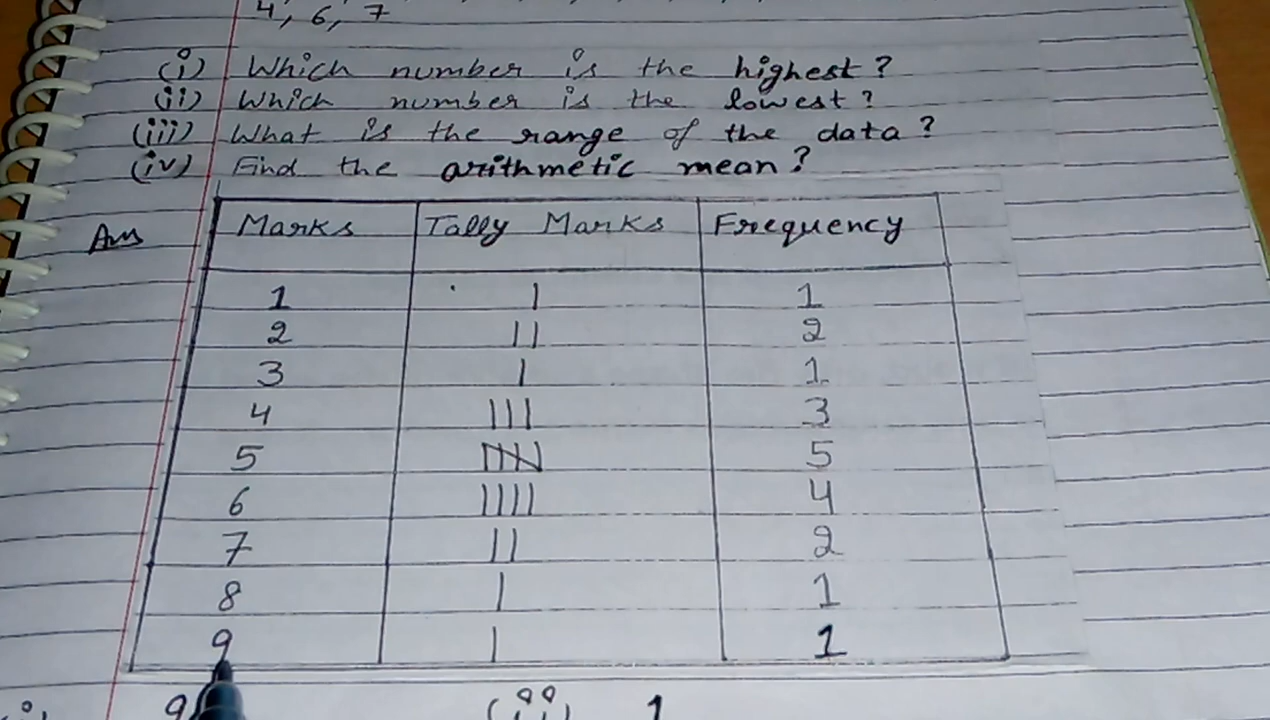 4, 6, 7
(i) Which number is the highest?
(ii) Which number is the lowest?
(iii) What is the range of the data?
(iv) Find the arithmetic mean?
Ans
Marks Tally Marks Frequency
1 | 1
2 || 2
3 | 1
4 ||| 3
5 |||| 5
6 |||| 4
7 || 2
8 | 1
9 | 1
9 (ii) 1